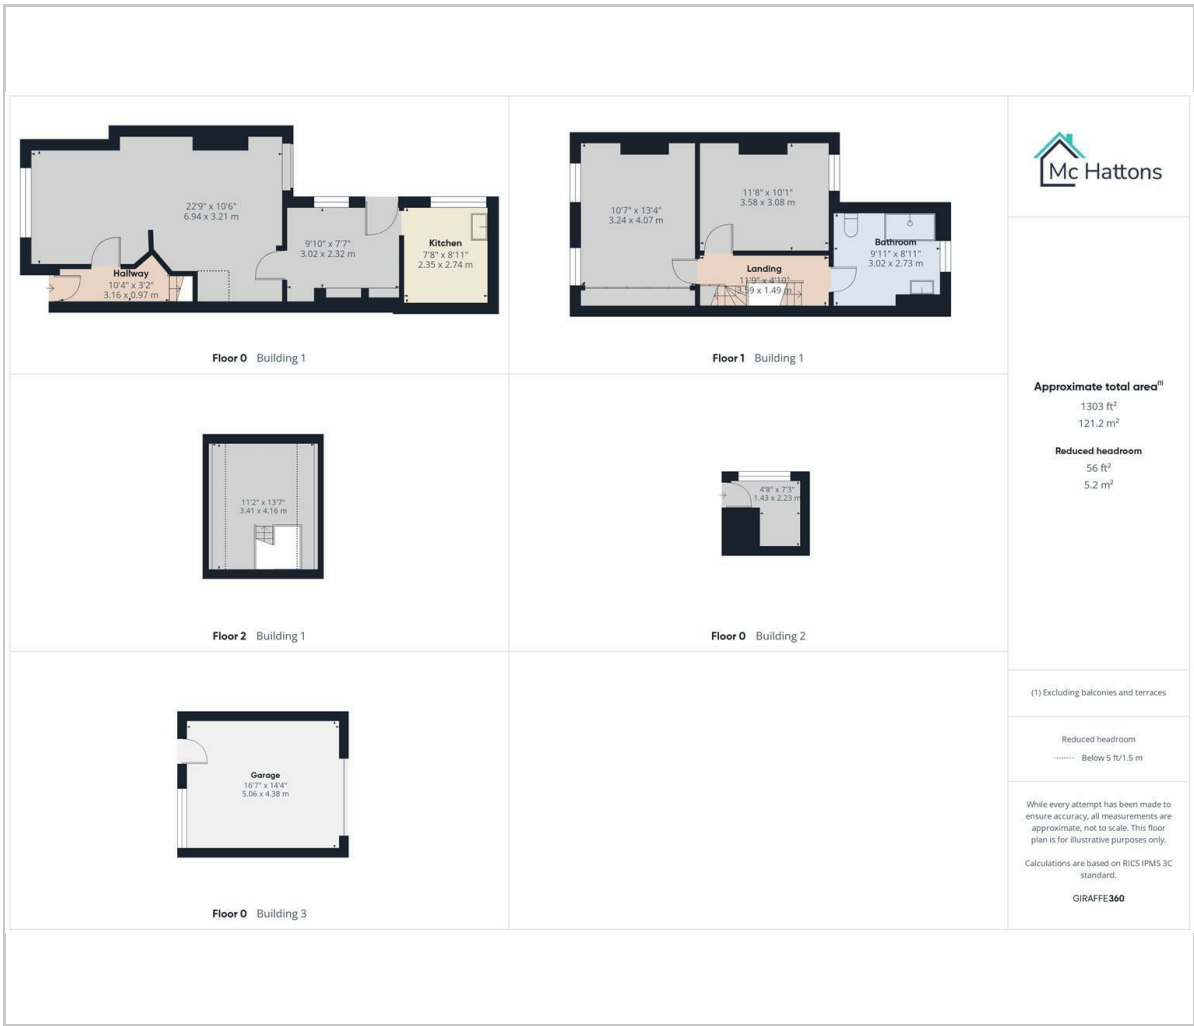 22'9" x 10'6"
6.94 x 3.21 m
Hallway
10'4" x 3'2"
3.16 x 0.97 m
9'10" x 7'7"
3.02 x 2.32 m
Kitchen
7'8" x 8'11"
2.35 x 2.74 m
Floor 0 Building 1
10'7" x 13'4"
3.24 x 4.07 m
11'8" x 10'1"
3.58 x 3.08 m
Landing
11'9" x 4'10"
3.59 x 1.49 m
Bathroom
9'11" x 8'11"
3.02 x 2.73 m
Floor 1 Building 1
11'2" x 13'7"
3.41 x 4.16 m
Floor 2 Building 1
4'8" x 7'3"
1.43 x 2.23 m
Floor 0 Building 2
Garage
16'7" x 14'4"
5.06 x 4.38 m
Floor 0 Building 3
Mc Hattons
Approximate total area(1)
1303 ft²
121.2 m²
Reduced headroom
56 ft²
5.2 m²
(1) Excluding balconies and terraces
Reduced headroom
Below 5 ft/1.5 m
While every attempt has been made to
ensure accuracy, all measurements are
approximate, not to scale. This floor
plan is for illustrative purposes only.
Calculations are based on RICS IPMS 3C
standard.
GIRAFFE360